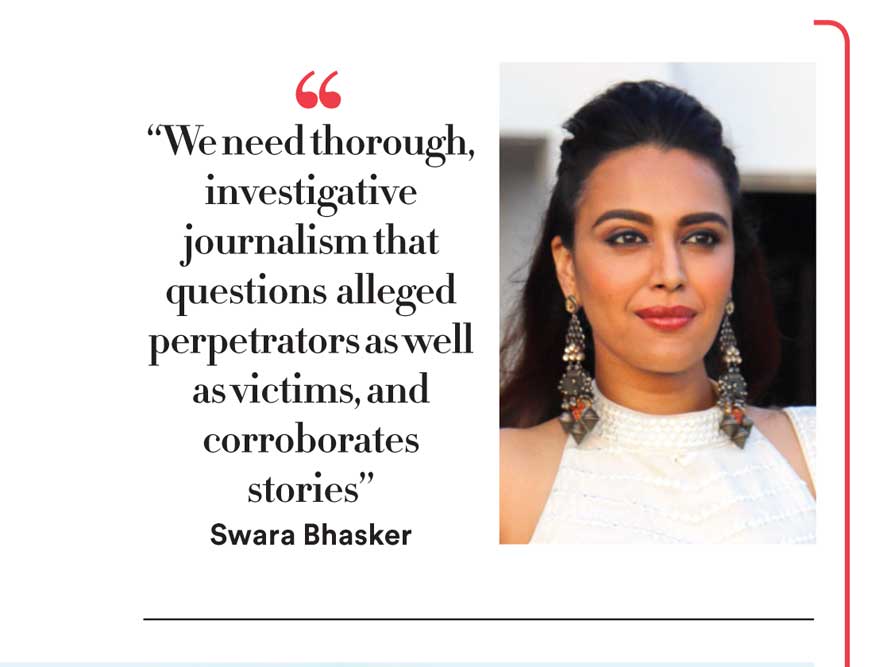 “We need thorough,
investigative
journalism that
questions alleged
perpetrators as well
as victims, and
corroborates
stories”
Swara Bhasker